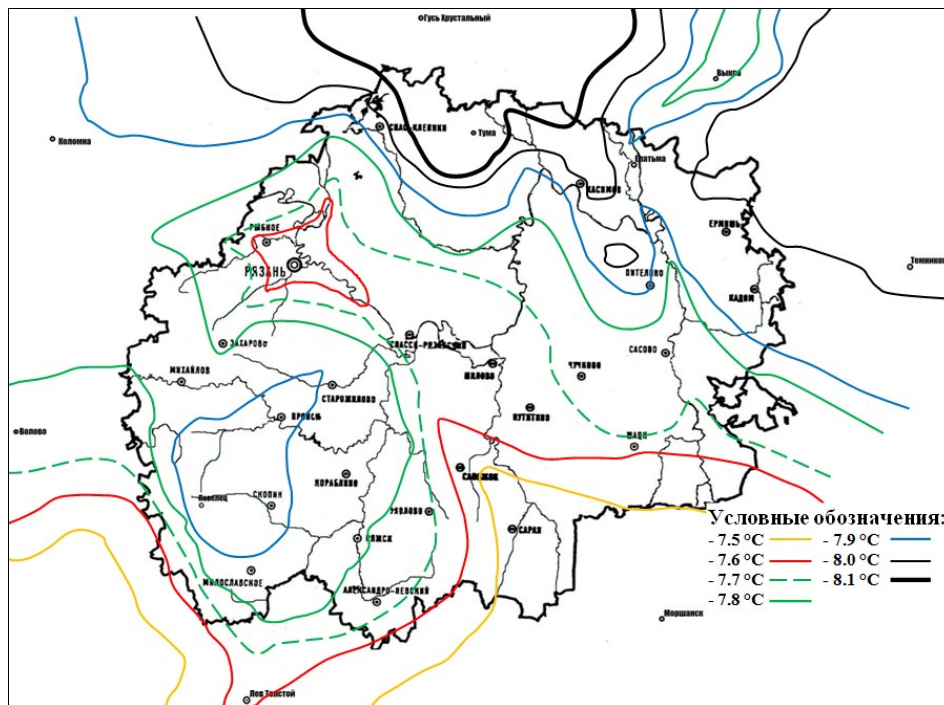 Гусь Хрустальный
Выкса
Коломна
СПАС-КЛЕПИКИ
Тума
Елатьма
КАСИМОВ
ЕРМИШЬ
РЫБНОЕ
РЯЗАНЬ
ПИТЕЛИНО
Темников
КАДОМ
ЗАХАРОВО
СПАССК-РЯЗАНСКИЙ
САСОВО
МИХАЙЛОВ
СТАРОЖИЛОВО
ШИЛОВО
ЧУЧКОВО
Волово
ПРОНСК
ПУТЯТИНО
ШАЦК
КОРАБЛИНО
САПОЖОК
Павелец
СКОПИН
УХОЛОВО
САРАИ
РЯЖСК
МИЛОСЛАВСКОЕ
АЛЕКСАНДРО-НЕВСКИЙ
Моршанск
Лев Толстой
Условные обозначения:
- 7.5 °C
- 7.9 °C
- 7.6 °C
- 8.0 °C
- 7.7 °C
- 8.1 °C
- 7.8 °C